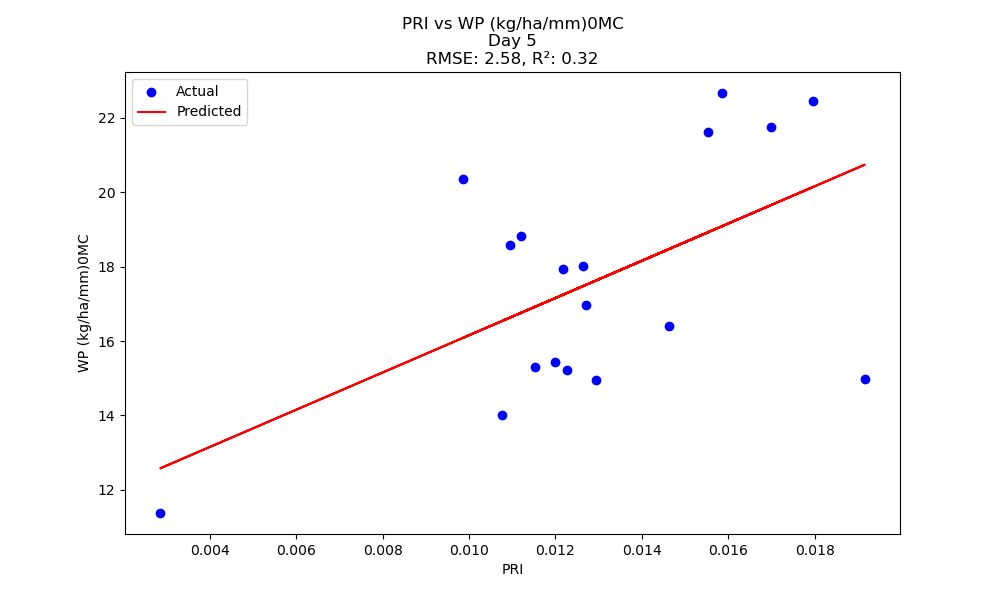 PRI vs WP (kg/ha/mm)0MC
Day 5
RMSE: 2.58, R²: 0.32
Actual
Predicted
WP (kg/ha/mm)0MC
22
20
18
16
14
12
0.004 0.006 0.008 0.010 0.012 0.014 0.016 0.018
PRI